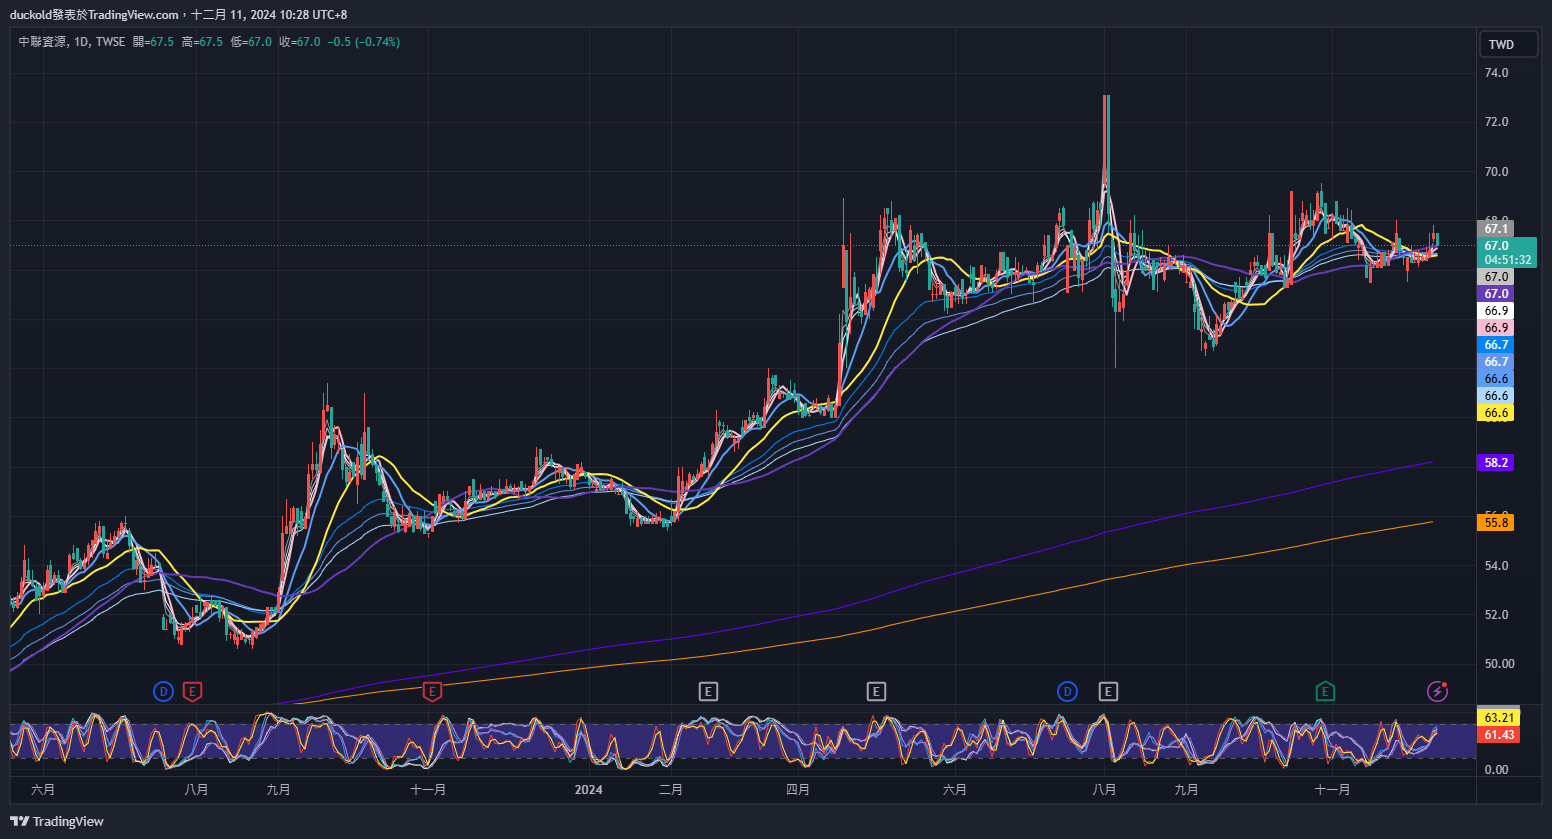 duckold發表於TradingView.com，十二月 11, 2024 10:28 UTC+8
中聯資源, 1D, TWSE 開=67.5 高=67.5 低=67.0 收=67.0 −0.5 (−0.74%)
TWD
74.0
72.0
70.0
68.0
67.1
67.0
04:51:32
67.0
67.0
66.9
66.9
66.7
66.7
66.6
66.6
66.6
58.2
56.0
55.8
54.0
52.0
50.00
D
E
E
E
E
D
E
E
63.21
61.43
0.00
六月 八月 九月 十一月 2024 二月 四月 六月 八月 九月 十一月
TradingView